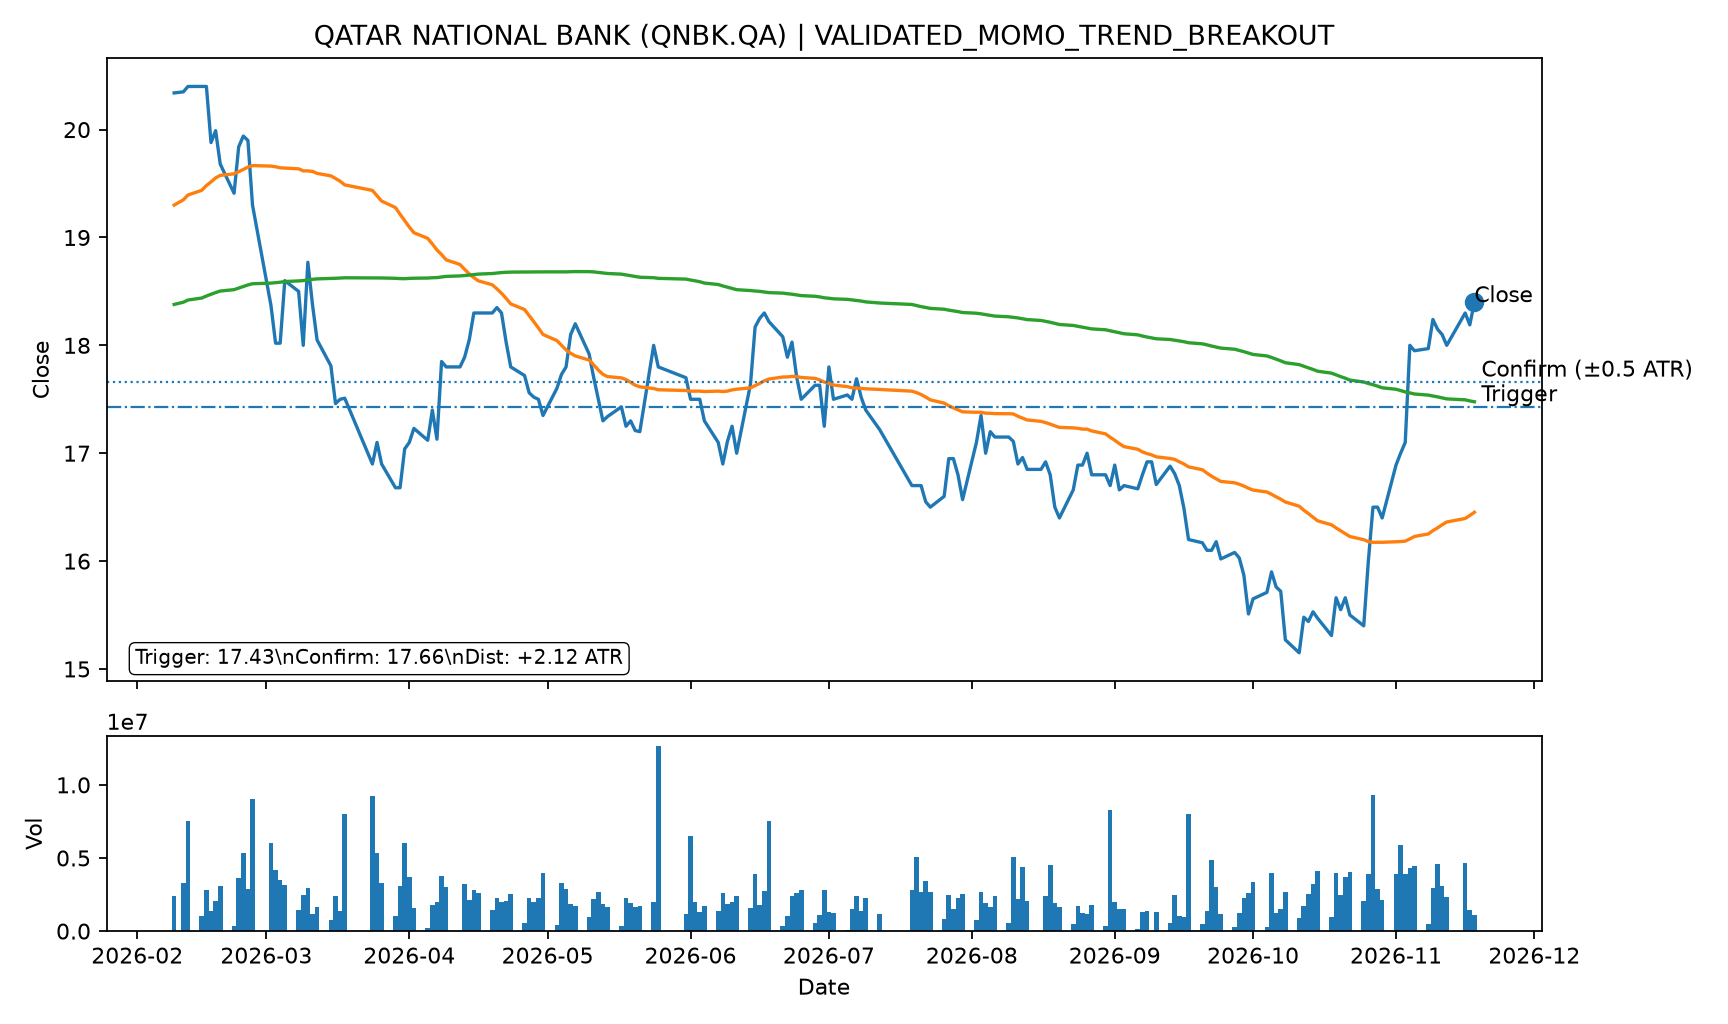 QATAR NATIONAL BANK (QNBK.QA) | VALIDATED_MOMO_TREND_BREAKOUT
Close
20
19
18
17
16
15
Close
Confirm (±0.5 ATR)
Trigger
Trigger: 17.43\nConfirm: 17.66\nDist: +2.12 ATR
1e7
Vol
1.0
0.5
0.0
2026-02 2026-03 2026-04 2026-05 2026-06 2026-07 2026-08 2026-09 2026-10 2026-11 2026-12
Date